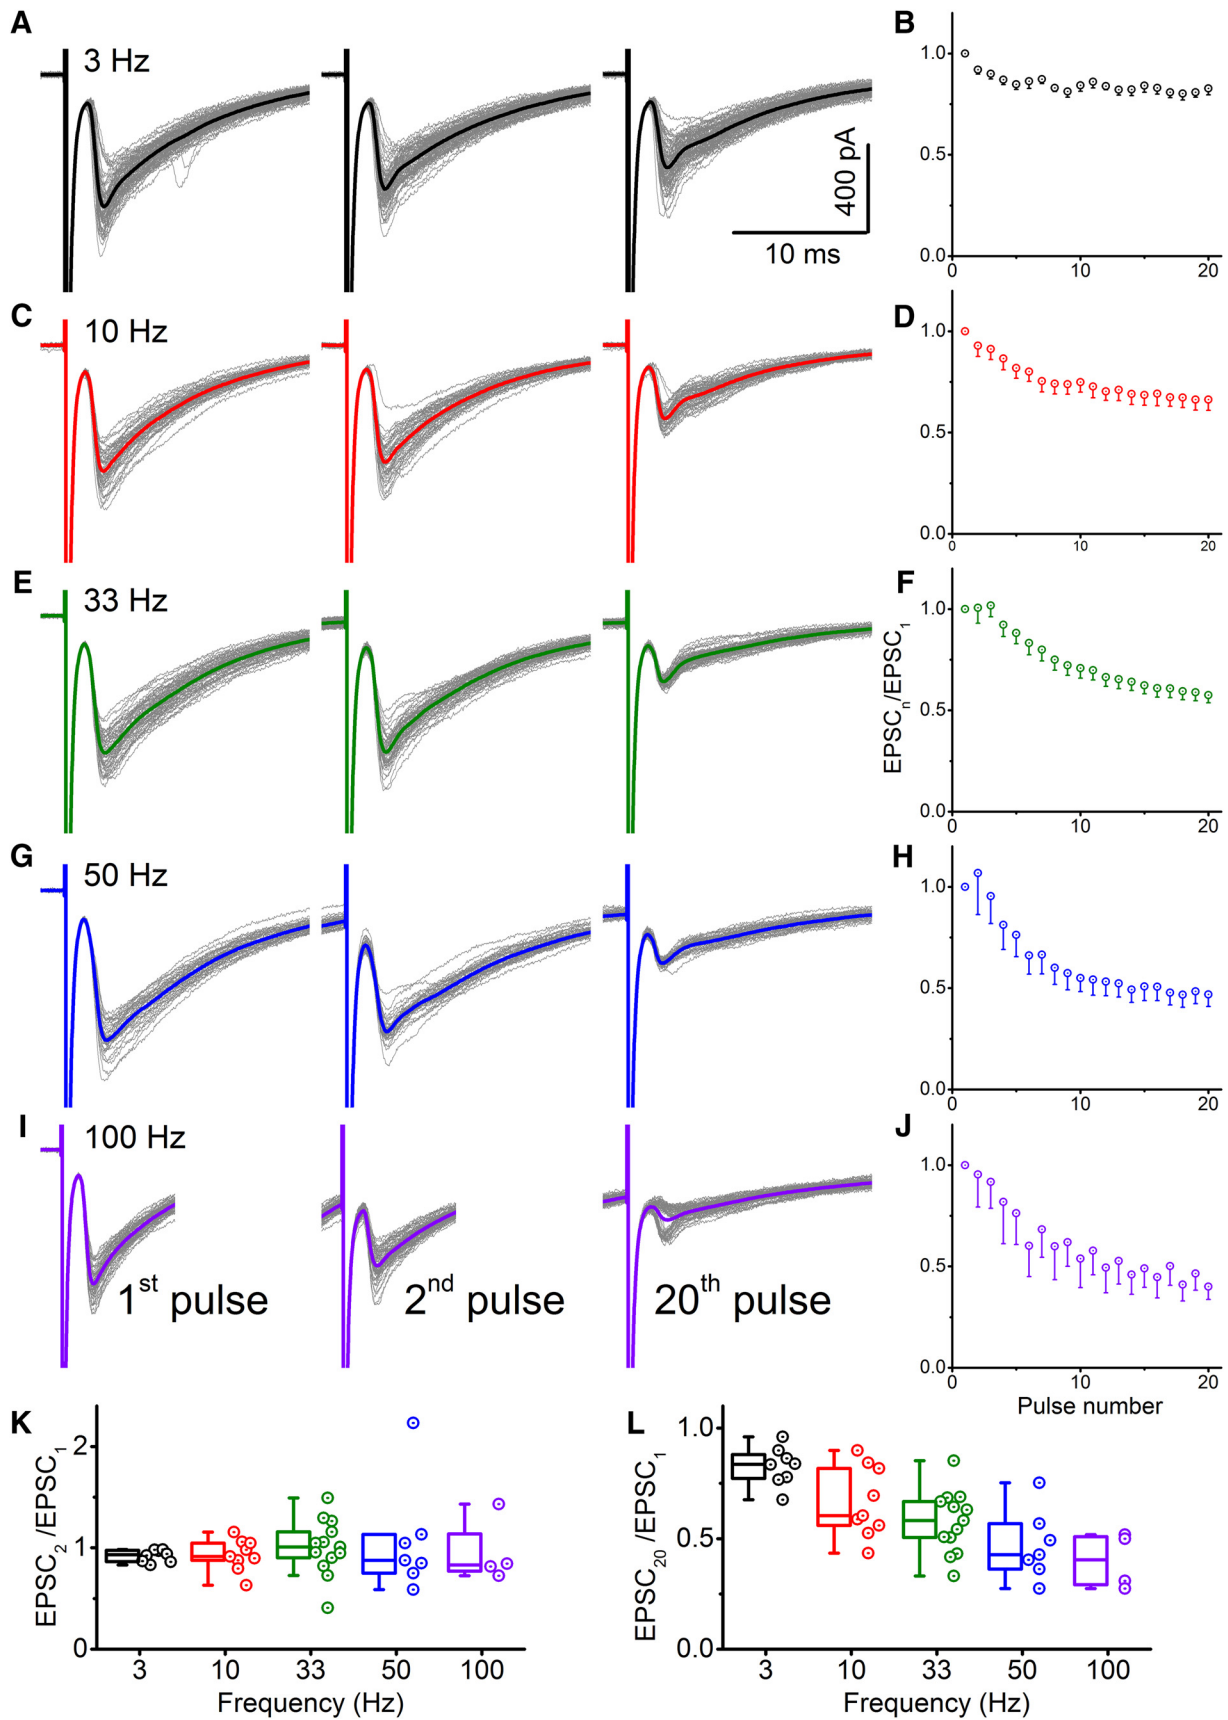 A
3 Hz
400 pA
10 ms
B
1.0
0.5
0.0
0 10 20
C
10 Hz
D
1.0
0.5
0.0
0 10 20
E
33 Hz
F
1.0
0.5
0.0
0 10 20
EPSCn/EPSC1
G
50 Hz
H
1.0
0.5
0.0
0 10 20
I
100 Hz
1st pulse
2nd pulse
20th pulse
J
1.0
0.5
0.0
0 10 20
Pulse number
K
EPSC2/EPSC1
2
1
0
3 10 33 50 100
Frequency (Hz)
L
EPSC20/EPSC1
1.0
0.5
0.0
3 10 33 50 100
Frequency (Hz)